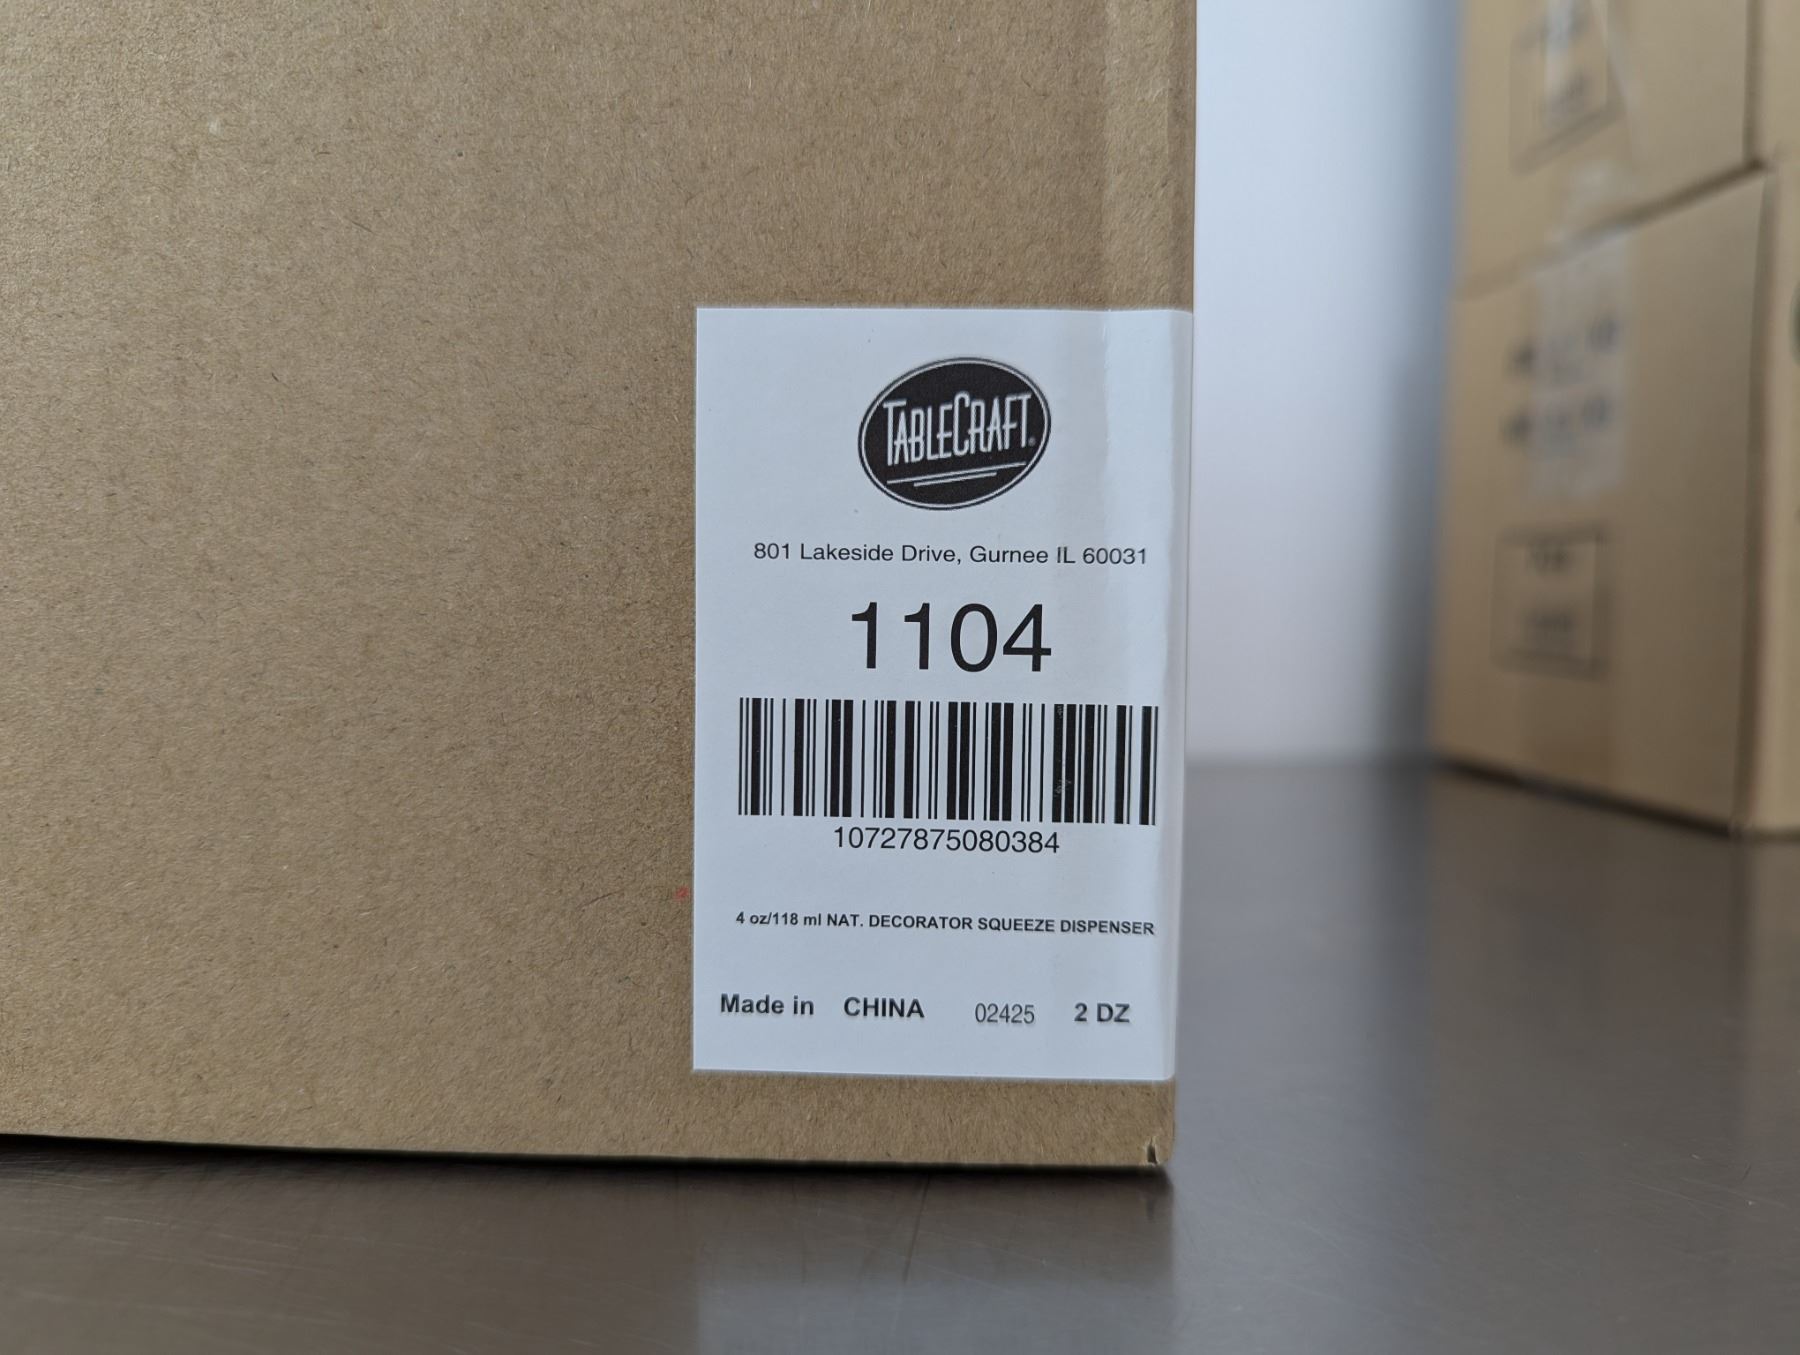 TABLECRAFT®
801 Lakeside Drive, Gurnee IL 60031
1104
10727875080384
4 oz/118 ml NAT. DECORATOR SQUEEZE DISPENSER
Made in CHINA 02425 2 DZ